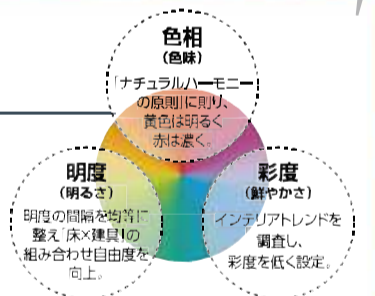 色相
(色味)
「ナチュラルハーモニー
の原則」に則り、
黄色は明るく
赤は濃く。
明度
(明るさ)
明度の間隔を均等に
整え「床×建具」の
組み合わせ自由度を
向上。
彩度
(鮮やかさ)
インテリアトレンドを
調査し、
彩度を低く設定。